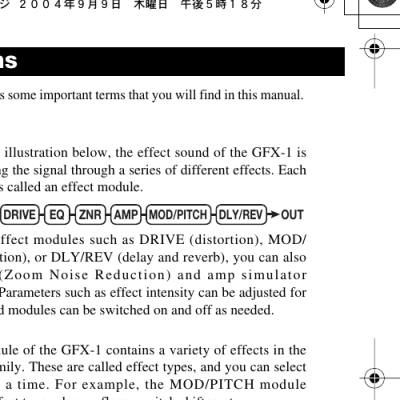 ジ ２００４年９月９日 木曜日 午後５時１８分
ns
s some important terms that you will find in this manual.
illustration below, the effect sound of the GFX-1 is
g the signal through a series of different effects. Each
s called an effect module.
DRIVE EQ ZNR AMP MOD/PITCH DLY/REV OUT
ffect modules such as DRIVE (distortion), MOD/
tion), or DLY/REV (delay and reverb), you can also
(Zoom Noise Reduction) and amp simulator
Parameters such as effect intensity can be adjusted for
d modules can be switched on and off as needed.
ule of the GFX-1 contains a variety of effects in the
mily. These are called effect types, and you can select
a time. For example, the MOD/PITCH module